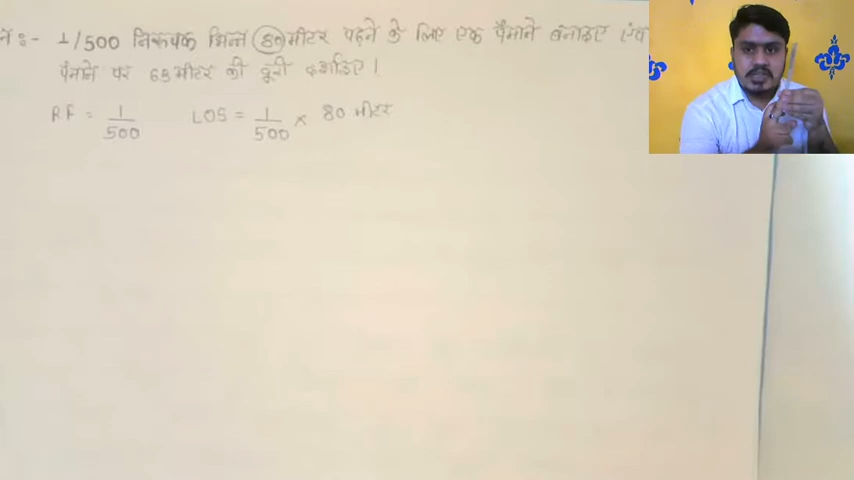 नं०:- 1/500 निरूपक भिन्न 80 मीटर पढ़ने के लिए एक पैमाने बनाइए एंव
पैमाने पर 68 मीटर की दूरी दर्शाइए।
RF = 1/500 LOS = 1/500 × 80 मीटर